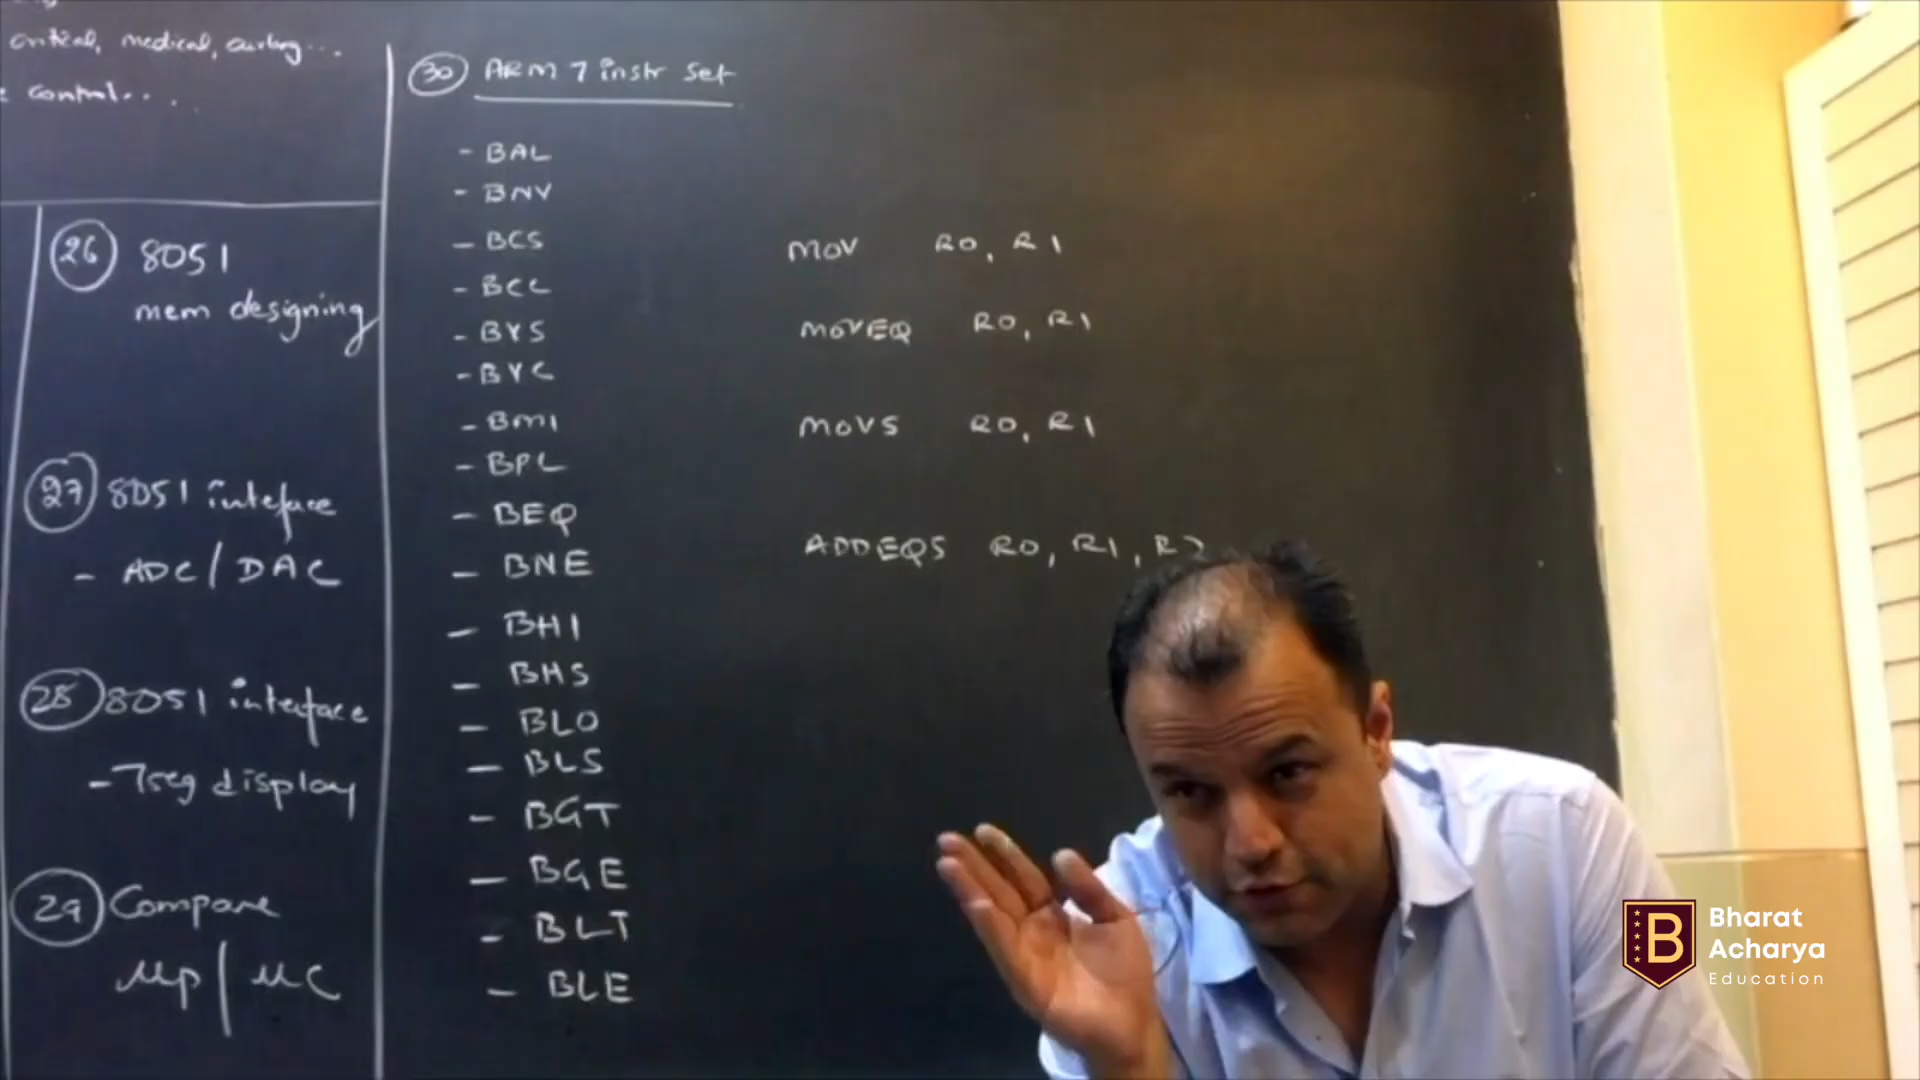 critical, medical, 
control...
26 8051
mem designing
27 8051 inteface
- ADC/DAC
28 8051 interface
- 7seg display
29 Compare
µp/µc
30 ARM 7 instr set
- BAL
- BNV
- BCS
- BCC
- BVS
- BVC
- BMI
- BPL
- BEQ
- BNE
- BHI
- BHS
- BLO
- BLS
- BGT
- BGE
- BLT
- BLE
MOV R0, R1
MOVEQ R0, R1
MOVS R0, R1
ADDEQS R0, R1, R2
B
Bharat
Acharya
Education